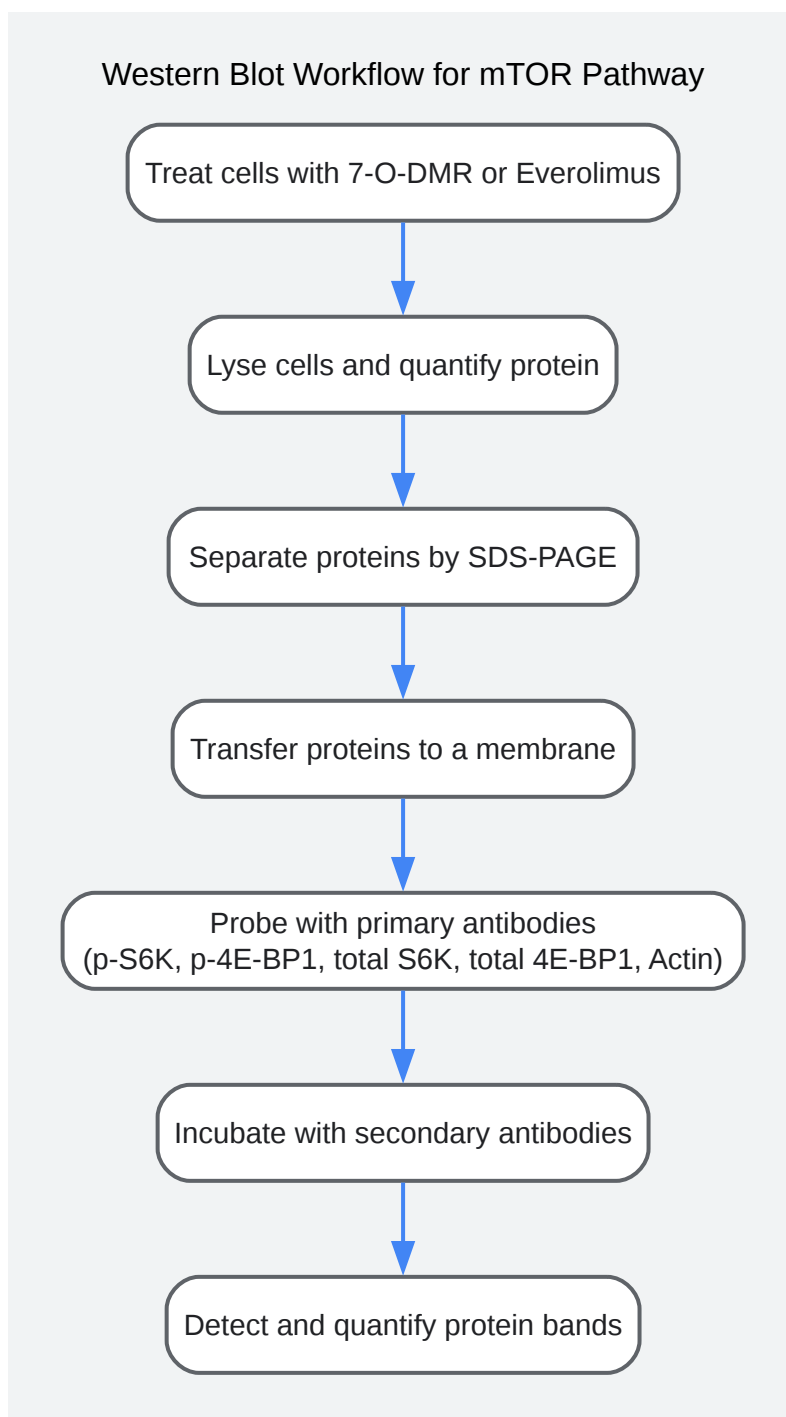 Western Blot Workflow for mTOR Pathway
Treat cells with 7-O-DMR or Everolimus
Lyse cells and quantify protein
Separate proteins by SDS-PAGE
Transfer proteins to a membrane
Probe with primary antibodies
(p-S6K, p-4E-BP1, total S6K, total 4E-BP1, Actin)
Incubate with secondary antibodies
Detect and quantify protein bands